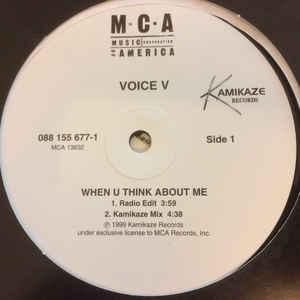 M•C•A
MUSIC CORPORATION
OF AMERICA
VOICE V
KAMIKAZE
RECORDS
088 155 677-1
MCA 13632
Side 1
WHEN U THINK ABOUT ME
1. Radio Edit 3:59
2. Kamikaze Mix 4:38
℗ 1999 Kamikaze Records
under exclusive license to MCA Records, Inc.